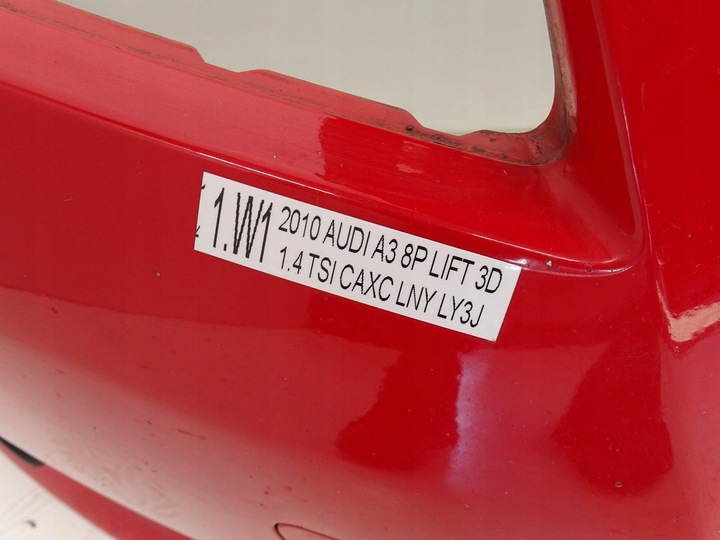 1.W1
2010 AUDI A3 8P LIFT 3D
1.4 TSI CAXC LNY LY3J